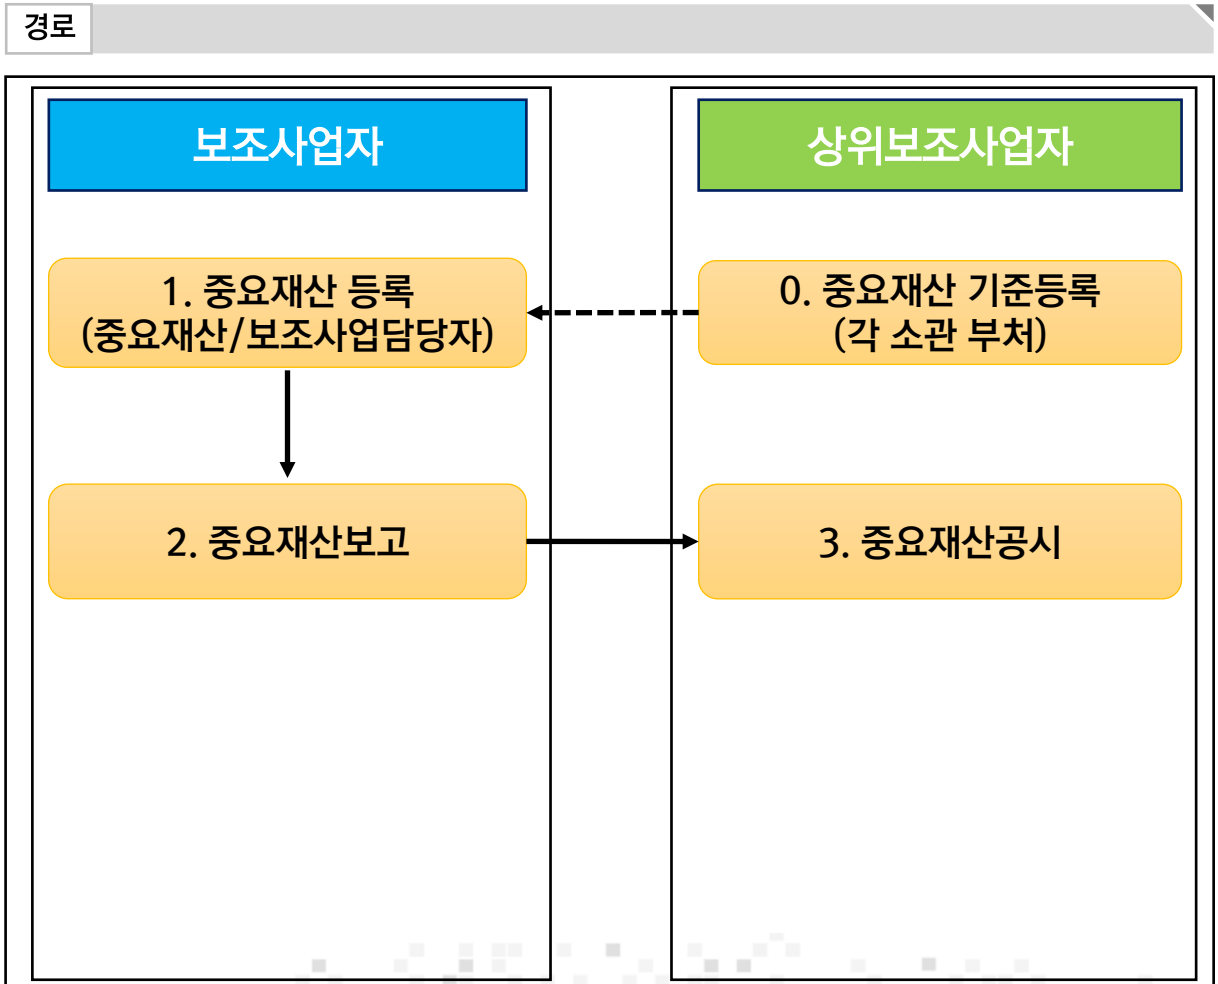 경로
보조사업자
상위보조사업자
1. 중요재산 등록
(중요재산/보조사업담당자)
0. 중요재산 기준등록
(각 소관 부처)
2. 중요재산보고
3. 중요재산공시